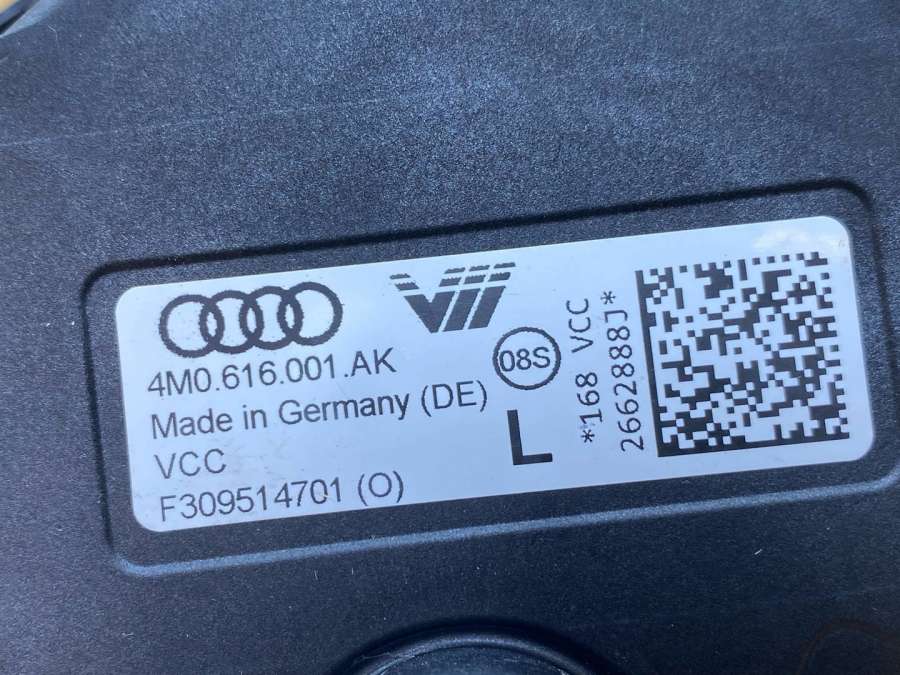 4M0.616.001.AK
Made in Germany (DE)
VCC
F309514701 (O)
08S
L
*168 VCC
2662888J*